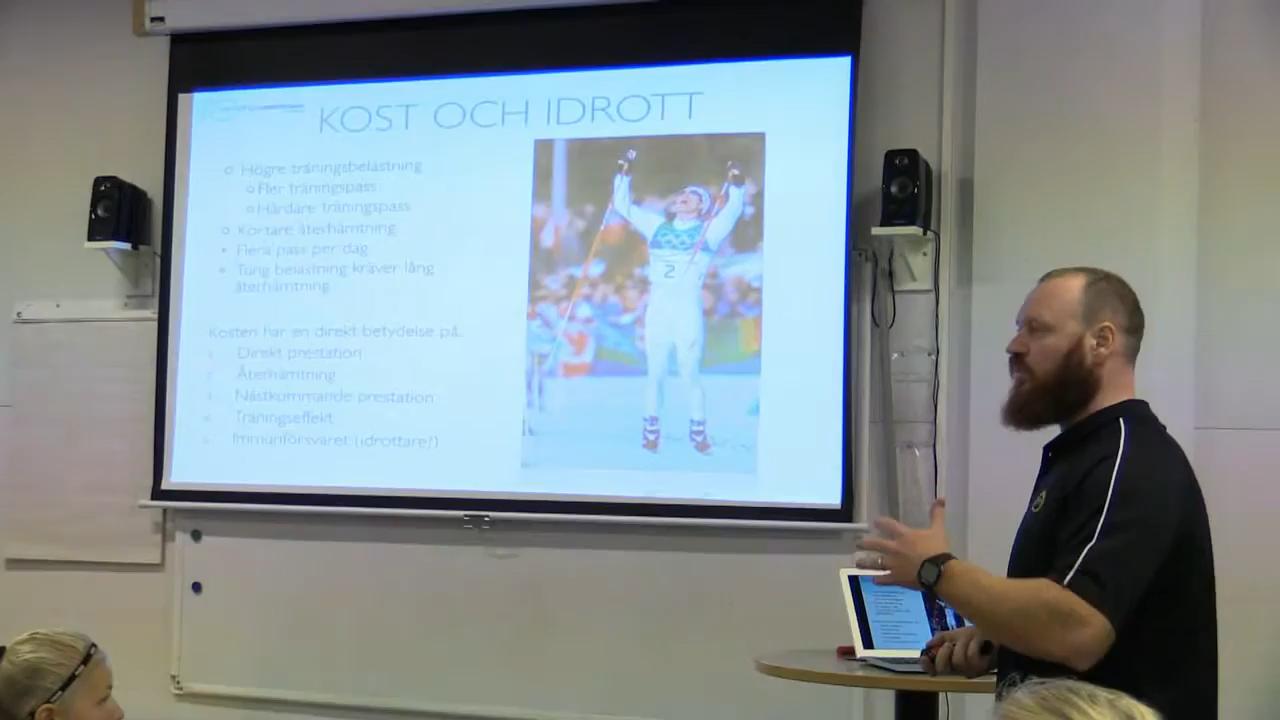 KOST OCH IDROTT
Högre träningsbelastning
Fler träningspass
Hårdare träningspass
Kortare återhämtning
Flera pass per dag
Tung belastning kräver lång
återhämtning
Kosten har en direkt betydelse på..
Direkt prestation
Återhämtning
Nästkommande prestation
Träningseffekt
Immunförsvaret (idrottare?)
2